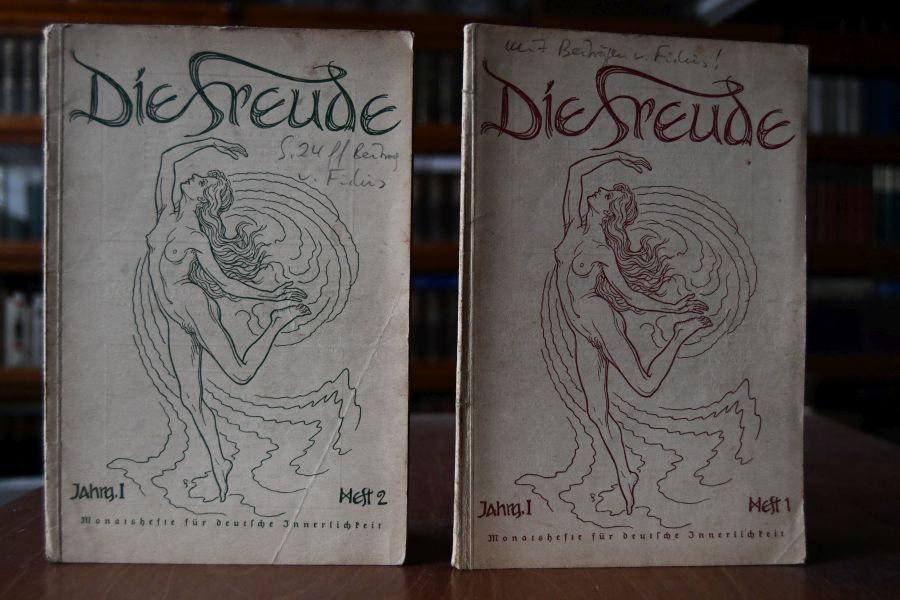 Die Freude
S. 24 ff Beitrag
v. Fidus
Jahrg. I
Heft 2
Monatshefte für deutsche Innerlichkeit
mit Beiträgen v. Fidus!
Die Freude
Jahrg. I
Heft 1
Monatshefte für deutsche Innerlichkeit